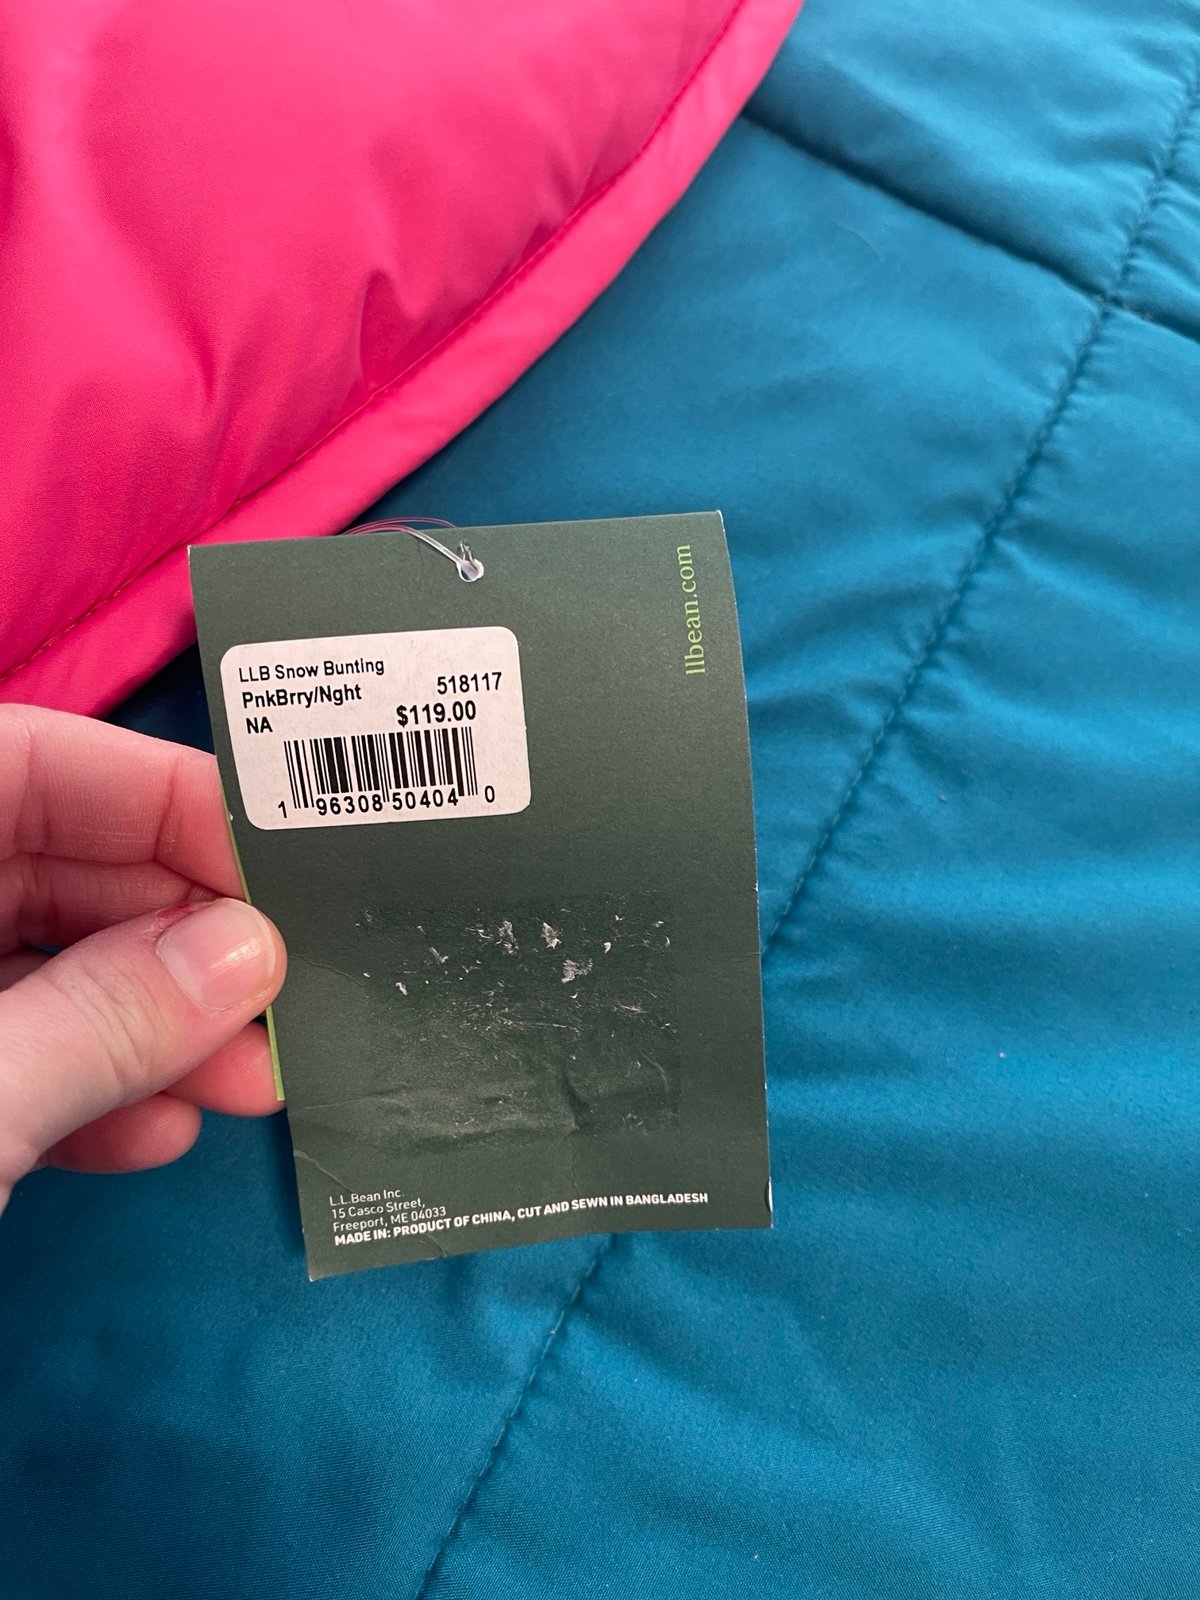 llbean.com
LLB Snow Bunting
PnkBrry/Nght 518117
NA $119.00
1 96308 50404 0
L.L.Bean Inc.
15 Casco Street,
Freeport, ME 04033
MADE IN: PRODUCT OF CHINA, CUT AND SEWN IN BANGLADESH